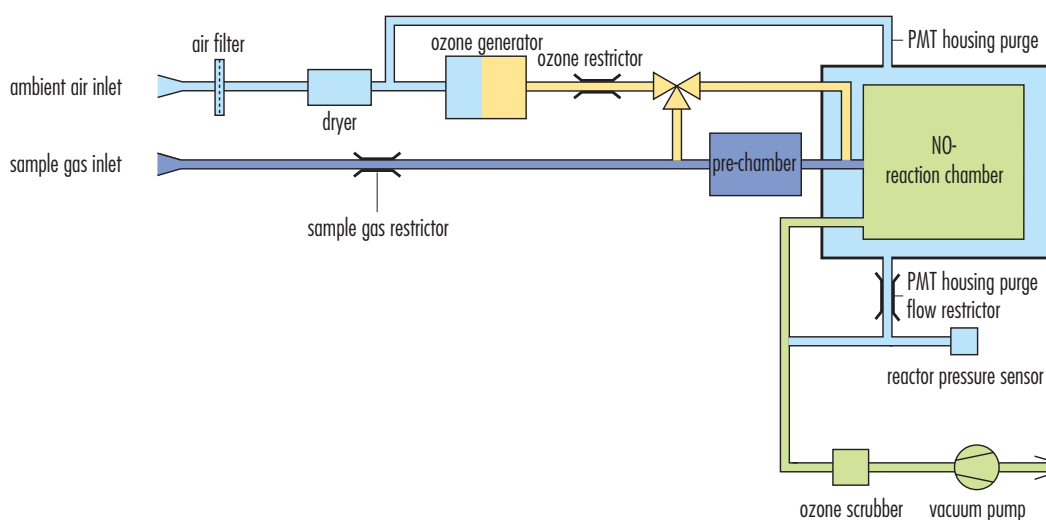 PMT housing purge
air filter
ozone generator
ozone restrictor
ambient air inlet
dryer
sample gas inlet
pre-chamber
NO-
reaction chamber
sample gas restrictor
PMT housing purge
flow restrictor
reactor pressure sensor
ozone scrubber
vacuum pump